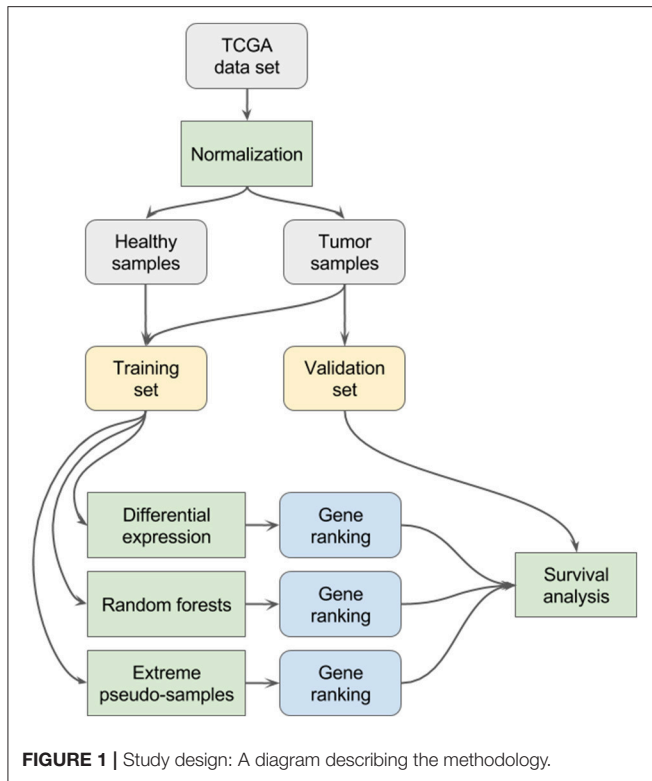 TCGA
data set
Normalization
Healthy
samples
Tumor
samples
Training
set
Validation
set
Differential
expression
Gene
ranking
Random forests
Gene
ranking
Survival
analysis
Extreme
pseudo-samples
Gene
ranking
FIGURE 1 | Study design: A diagram describing the methodology.